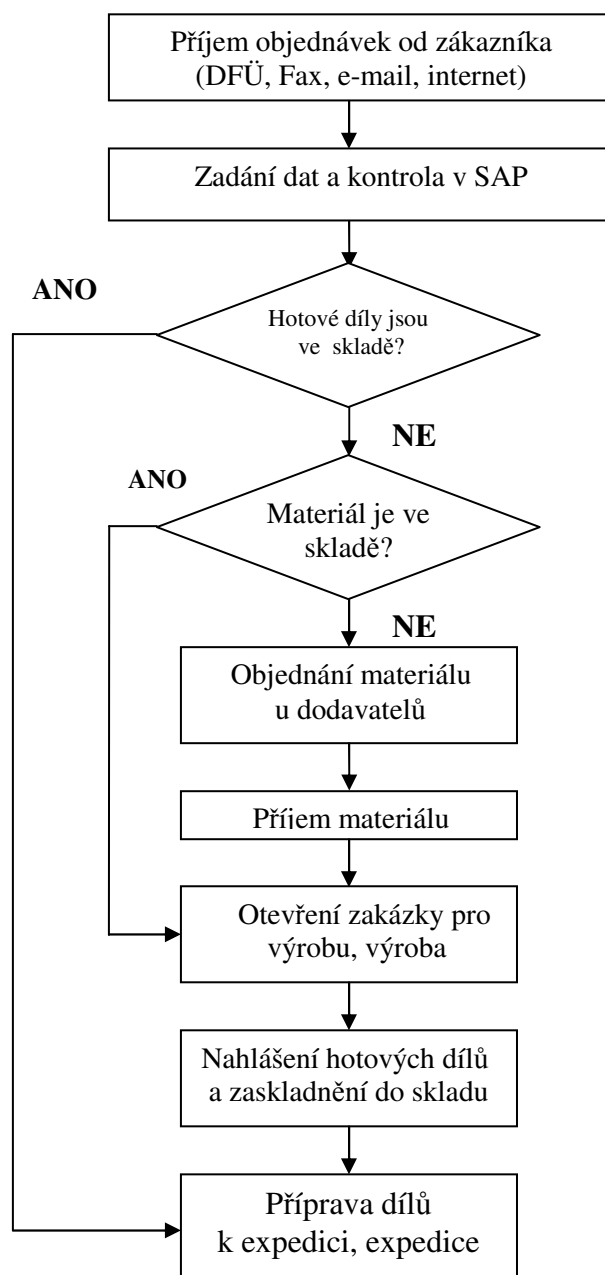 Příjem objednávek od zákazníka
(DFÜ, Fax, e-mail, internet)
Zadání dat a kontrola v SAP
ANO
Hotové díly jsou
ve skladě?
NE
ANO
Materiál je ve
skladě?
NE
Objednání materiálu
u dodavatelů
Příjem materiálu
Otevření zakázky pro
výrobu, výroba
Nahlášení hotových dílů
a zaskladnění do skladu
Příprava dílů
k expedici, expedice